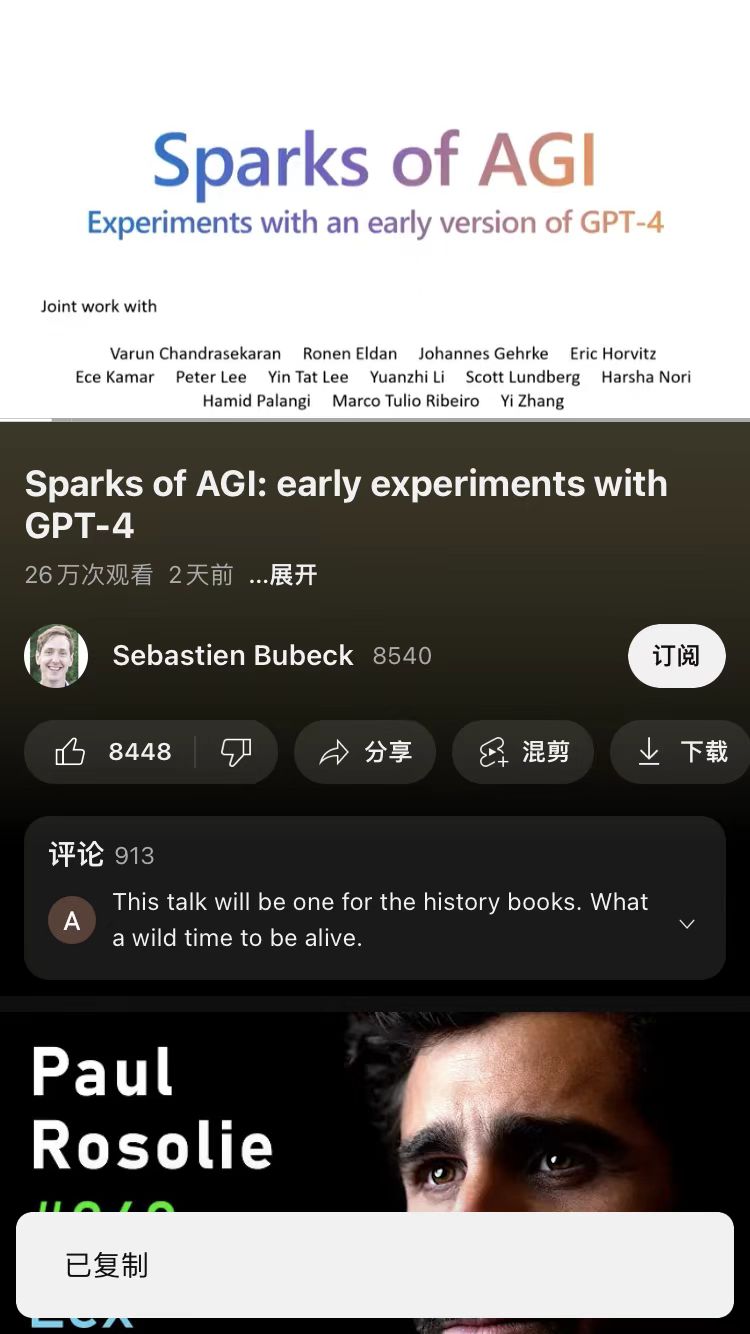 Sparks of AGI
Experiments with an early version of GPT-4
Joint work with
Varun Chandrasekaran Ronen Eldan Johannes Gehrke Eric Horvitz
Ece Kamar Peter Lee Yin Tat Lee Yuanzhi Li Scott Lundberg Harsha Nori
Hamid Palangi Marco Tulio Ribeiro Yi Zhang
Sparks of AGI: early experiments with
GPT-4
26万次观看 2天前 ...展开
Sebastien Bubeck 8540 订阅
8448 分享 混剪 下载
评论 913
A
This talk will be one for the history books. What
a wild time to be alive.
Paul
Rosolie
已复制